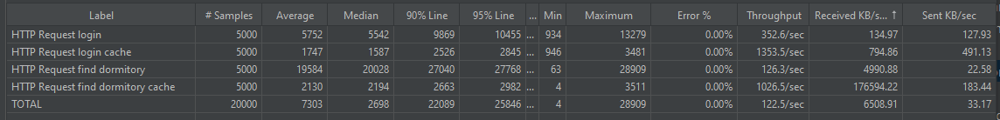 Label # Samples Average Median 90% Line 95% Line ... Min Maximum Error % Throughput Received KB/s... ↑ Sent KB/sec
HTTP Request login 5000 5752 5542 9869 10455 ... 934 13279 0.00% 352.6/sec 134.97 127.93
HTTP Request login cache 5000 1747 1587 2526 2845 ... 946 3481 0.00% 1353.5/sec 794.86 491.13
HTTP Request find dormitory 5000 19584 20028 27040 27768 ... 63 28909 0.00% 126.3/sec 4990.88 22.58
HTTP Request find dormitory cache 5000 2130 2194 2663 2982 ... 4 3511 0.00% 1026.5/sec 176594.22 183.44
TOTAL 20000 7303 2698 22089 25846 ... 4 28909 0.00% 122.5/sec 6508.91 33.17